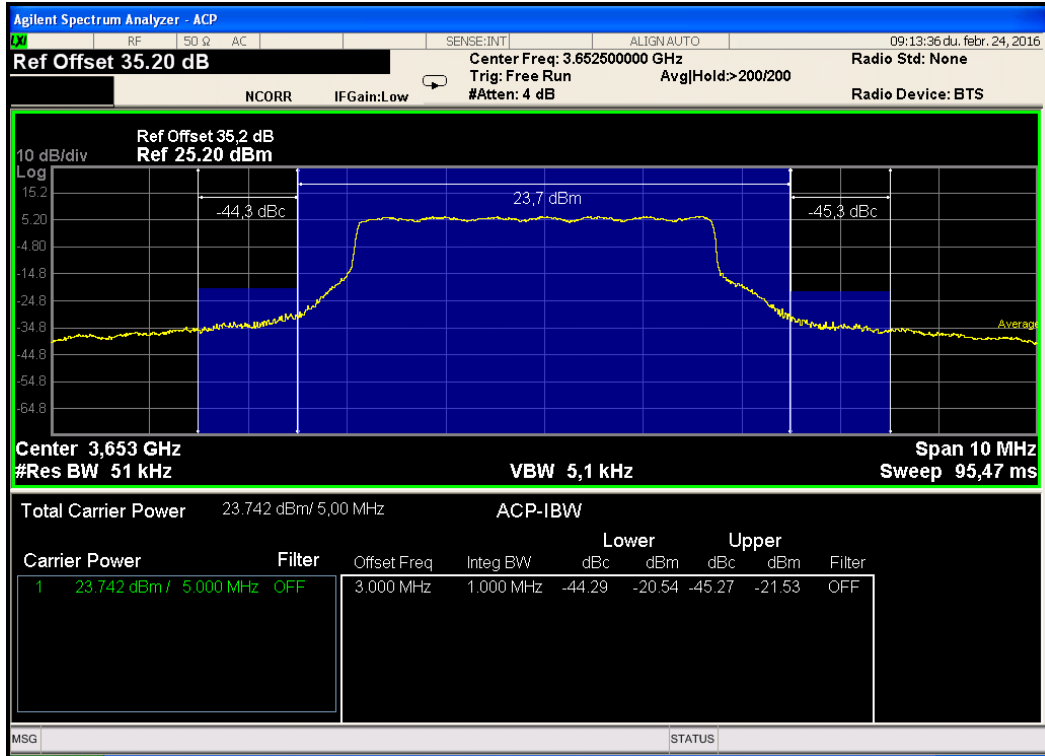 Agilent Spectrum Analyzer - ACP
LXI RF 50 Ω AC SENSE:INT ALIGN AUTO 09:13:36 du. febr. 24, 2016
Ref Offset 35.20 dB
Center Freq: 3.652500000 GHz
Radio Std: None
Trig: Free Run Avg|Hold:>200/200
NCORR IFGain:Low #Atten: 4 dB Radio Device: BTS
Ref Offset 35,2 dB
10 dB/div Ref 25.20 dBm
Log
15.2
23,7 dBm
-44,3 dBc
-45,3 dBc
5.20
-4.80
-14.8
-24.8
-34.8
Average
-44.8
-54.8
-64.8
Center 3,653 GHz Span 10 MHz
#Res BW 51 kHz VBW 5,1 kHz Sweep 95,47 ms
Total Carrier Power 23.742 dBm/ 5,00 MHz ACP-IBW
Lower Upper
Carrier Power Filter Offset Freq Integ BW dBc dBm dBc dBm Filter
1 23.742 dBm / 5.000 MHz OFF 3.000 MHz 1.000 MHz -44.29 -20.54 -45.27 -21.53 OFF
MSG STATUS